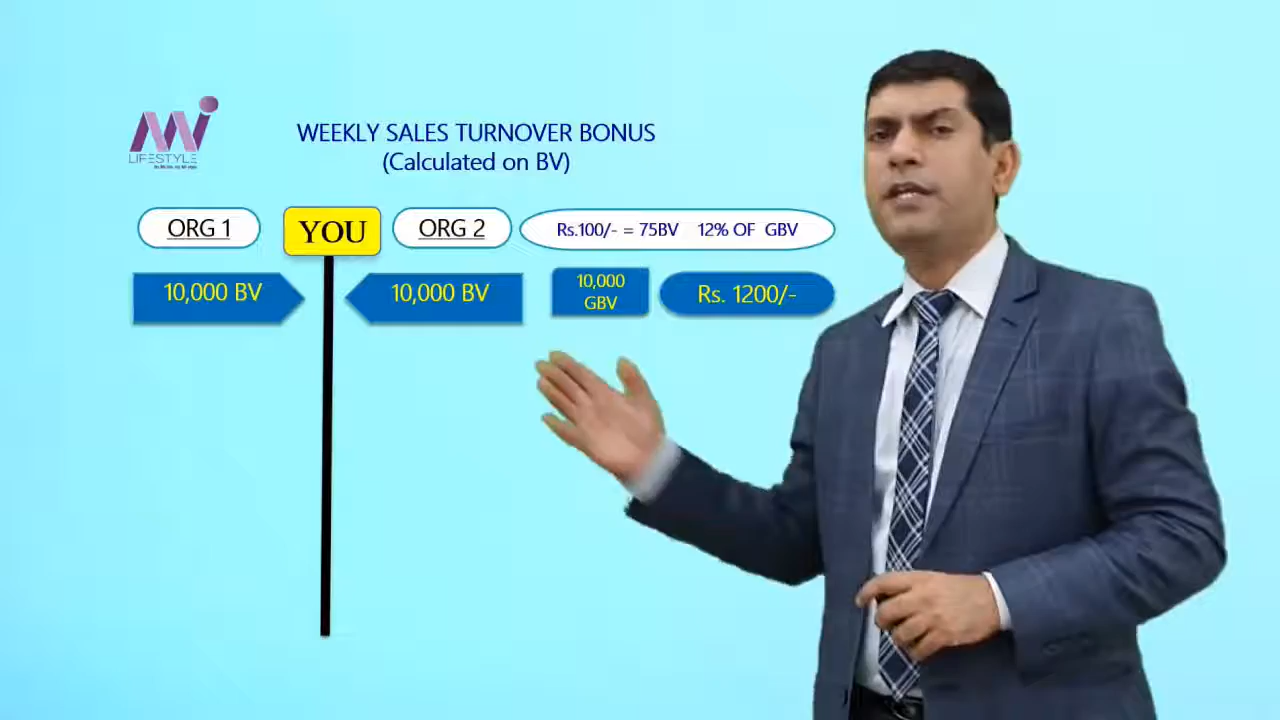 LIFESTYLE
WEEKLY SALES TURNOVER BONUS
(Calculated on BV)
ORG 1
YOU
ORG 2
Rs.100/- = 75BV 12% OF GBV
10,000 BV
10,000 BV
10,000
GBV
Rs. 1200/-